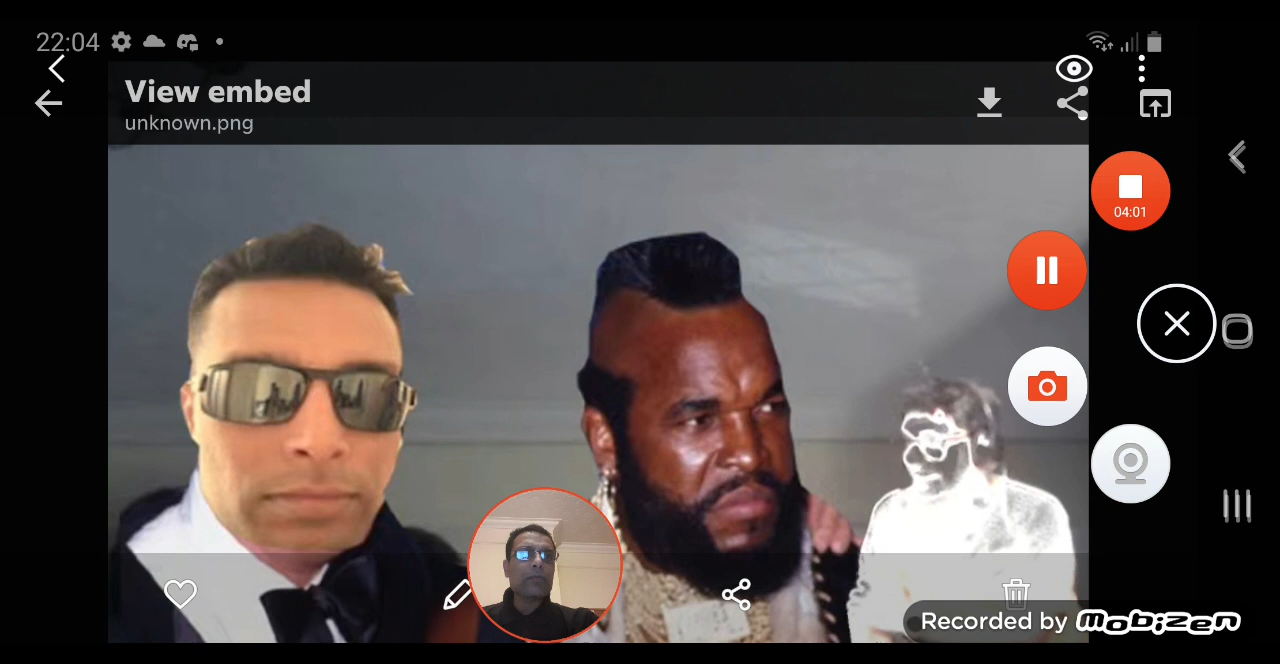 22:04
View embed
unknown.png
04:01
Recorded by mobizen